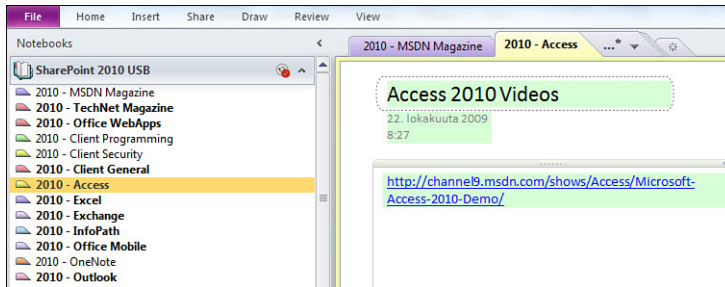 File Home Insert Share Draw Review View
Notebooks
SharePoint 2010 USB
2010 - MSDN Magazine
2010 - TechNet Magazine
2010 - Office WebApps
2010 - Client Programming
2010 - Client Security
2010 - Client General
2010 - Access
2010 - Excel
2010 - Exchange
2010 - InfoPath
2010 - Office Mobile
2010 - OneNote
2010 - Outlook
2010 - MSDN Magazine 2010 - Access ...*
Access 2010 Videos
22. lokakuuta 2009
8:27
http://channel9.msdn.com/shows/Access/Microsoft-
Access-2010-Demo/